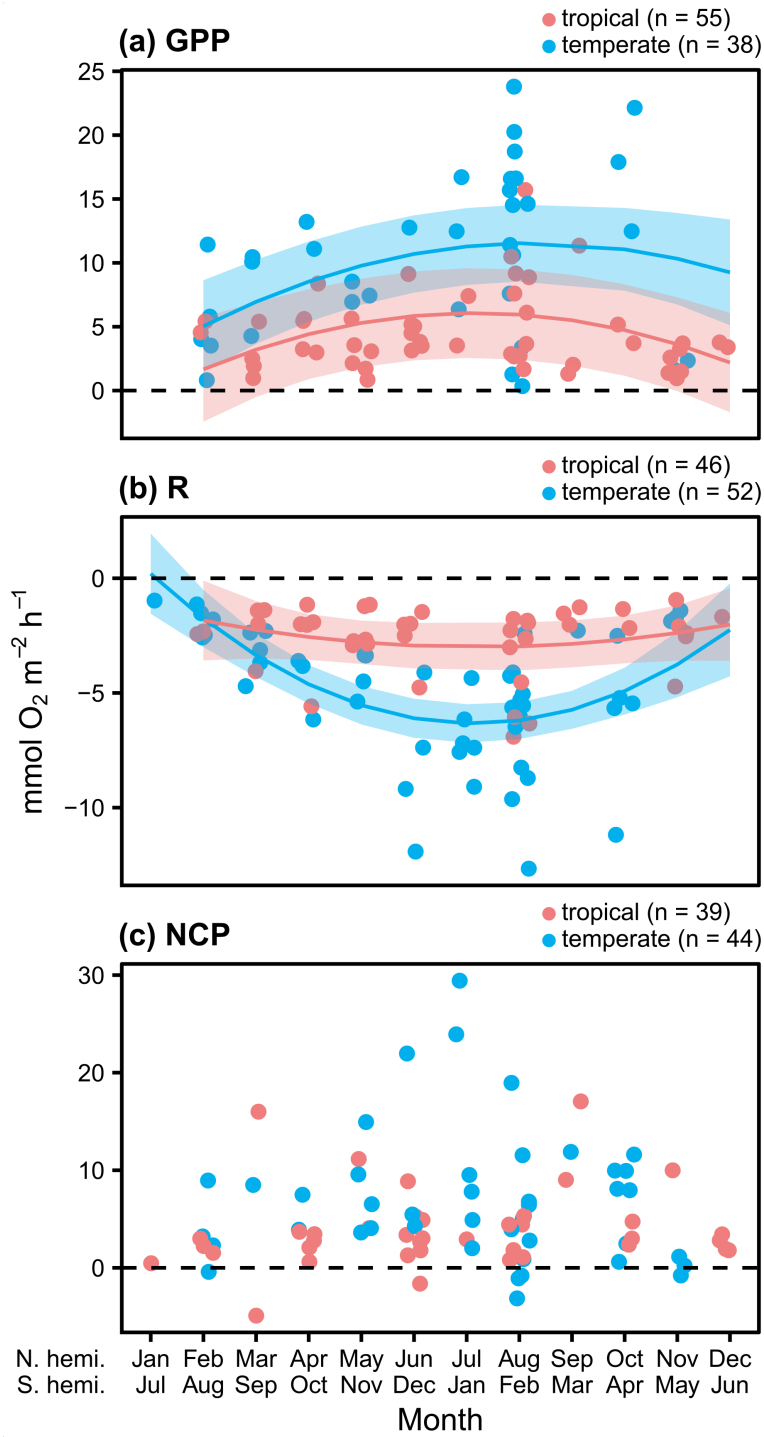 (a) GPP
tropical (n = 55)
temperate (n = 38)
25
20
15
10
5
0
(b) R
tropical (n = 46)
temperate (n = 52)
0
−5
−10
mmol O₂ m⁻² h⁻¹
(c) NCP
tropical (n = 39)
temperate (n = 44)
30
20
10
0
N. hemi. Jan Feb Mar Apr May Jun Jul Aug Sep Oct Nov Dec
S. hemi. Jul Aug Sep Oct Nov Dec Jan Feb Mar Apr May Jun
Month